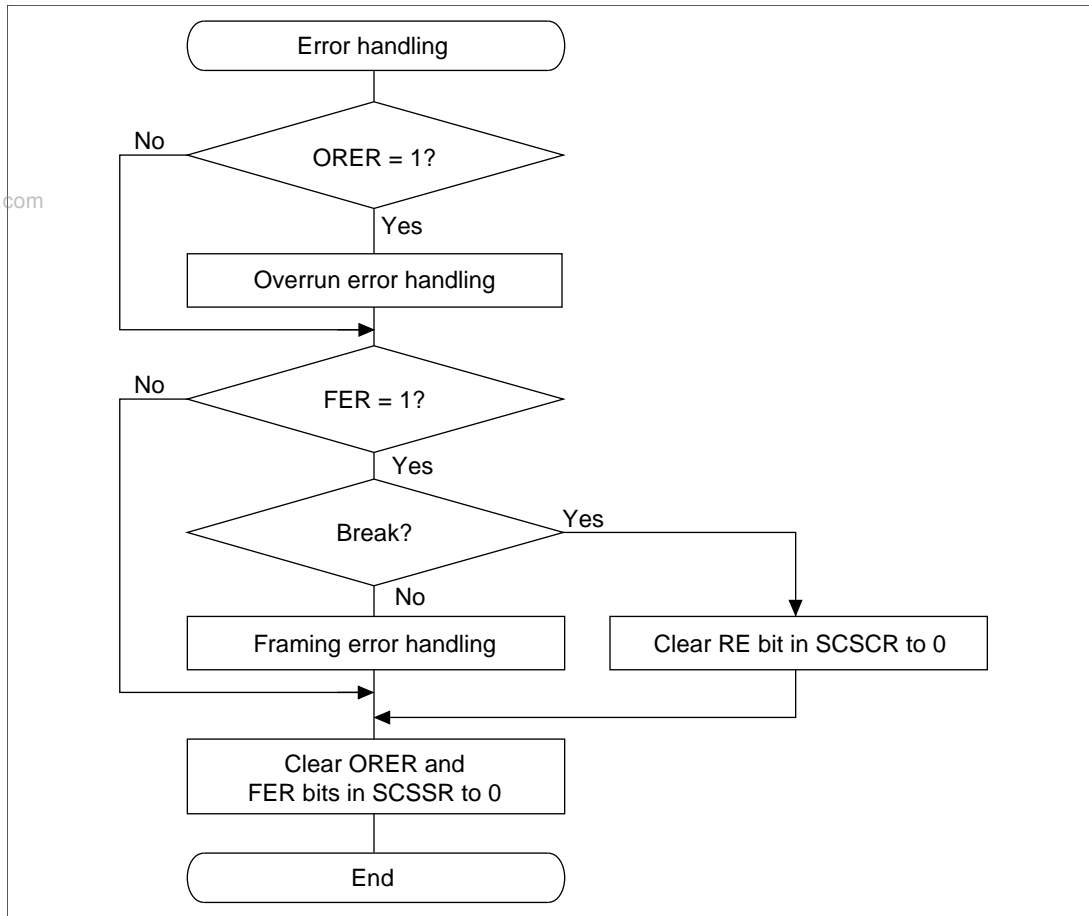 Error handling
No
ORER = 1?
.com
Yes
Overrun error handling
No
FER = 1?
Yes
Break?
Yes
No
Framing error handling
Clear RE bit in SCSCR to 0
Clear ORER and
FER bits in SCSSR to 0
End